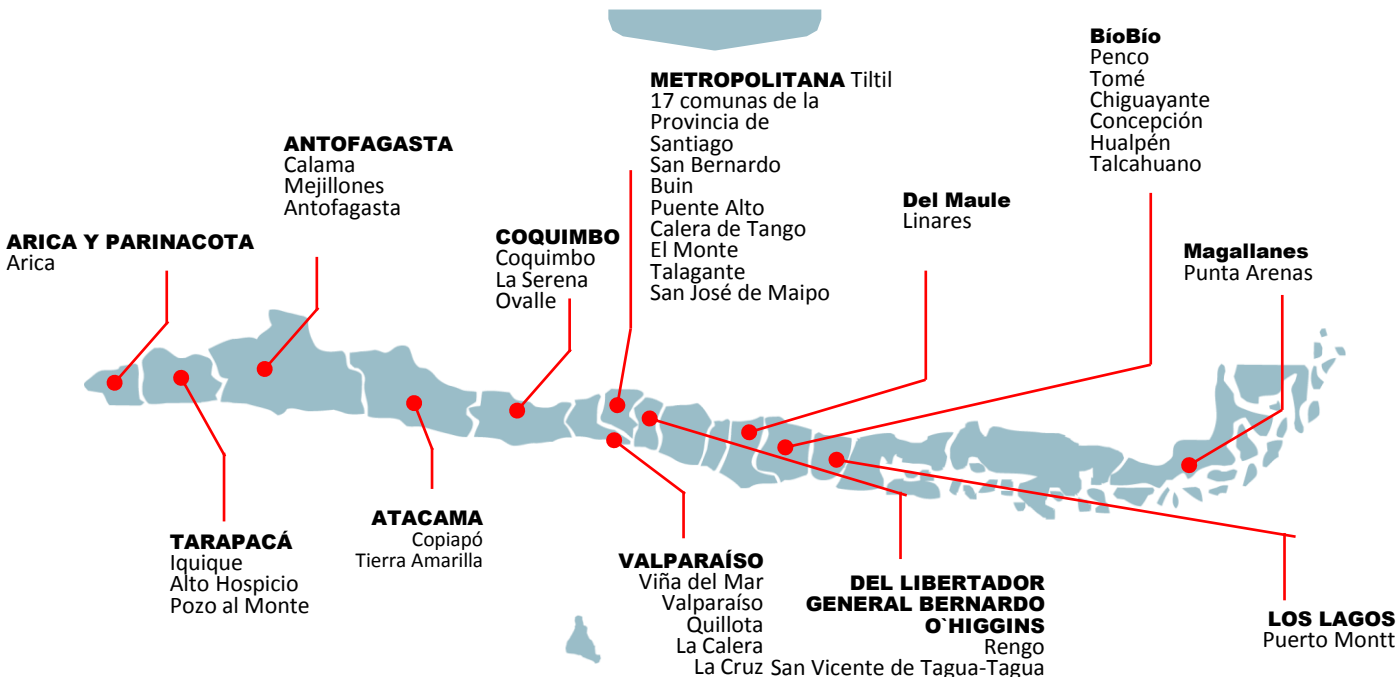 BíoBío
Penco
Tomé
Chiguayante
Concepción
Hualpén
Talcahuano
METROPOLITANA Tiltil
17 comunas de la
Provincia de
Santiago
San Bernardo
Buin
Puente Alto
Calera de Tango
El Monte
Talagante
San José de Maipo
ANTOFAGASTA
Calama
Mejillones
Antofagasta
Del Maule
Linares
ARICA Y PARINACOTA
Arica
COQUIMBO
Coquimbo
La Serena
Ovalle
Magallanes
Punta Arenas
TARAPACÁ
Iquique
Alto Hospicio
Pozo al Monte
ATACAMA
Copiapó
Tierra Amarilla
VALPARAÍSO
Viña del Mar
Valparaíso
Quillota
La Calera
La Cruz
DEL LIBERTADOR
GENERAL BERNARDO
O`HIGGINS
Rengo
San Vicente de Tagua-Tagua
LOS LAGOS
Puerto Montt